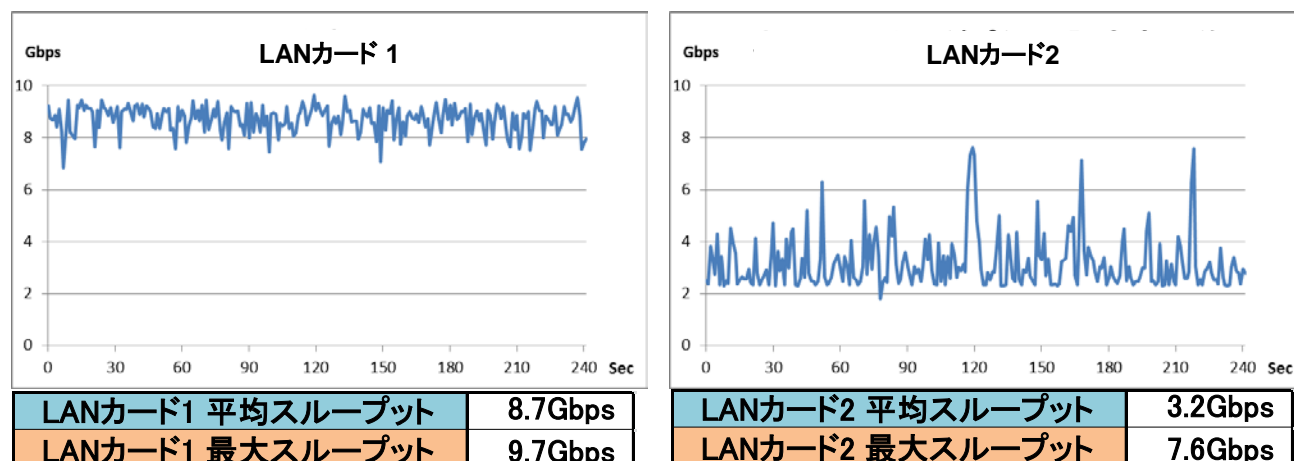 Gbps
LANカード 1
10
8
6
4
2
0
0 30 60 90 120 150 180 210 240 Sec
LANカード1 平均スループット 8.7Gbps
LANカード1 最大スループット 9.7Gbps
Gbps
LANカード2
10
8
6
4
2
0
0 30 60 90 120 150 180 210 240 Sec
LANカード2 平均スループット 3.2Gbps
LANカード2 最大スループット 7.6Gbps